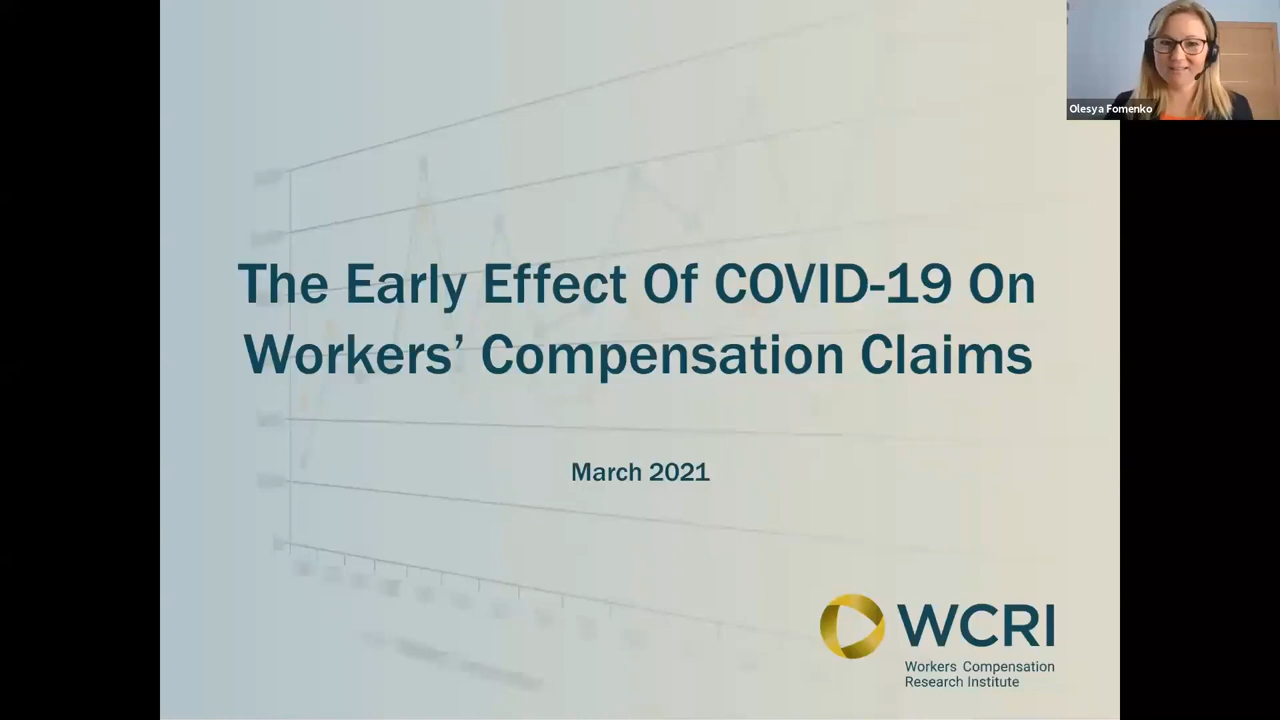 Olesya Fomenko
The Early Effect Of COVID-19 On
Workers’ Compensation Claims
March 2021
WCRI
Workers Compensation
Research Institute